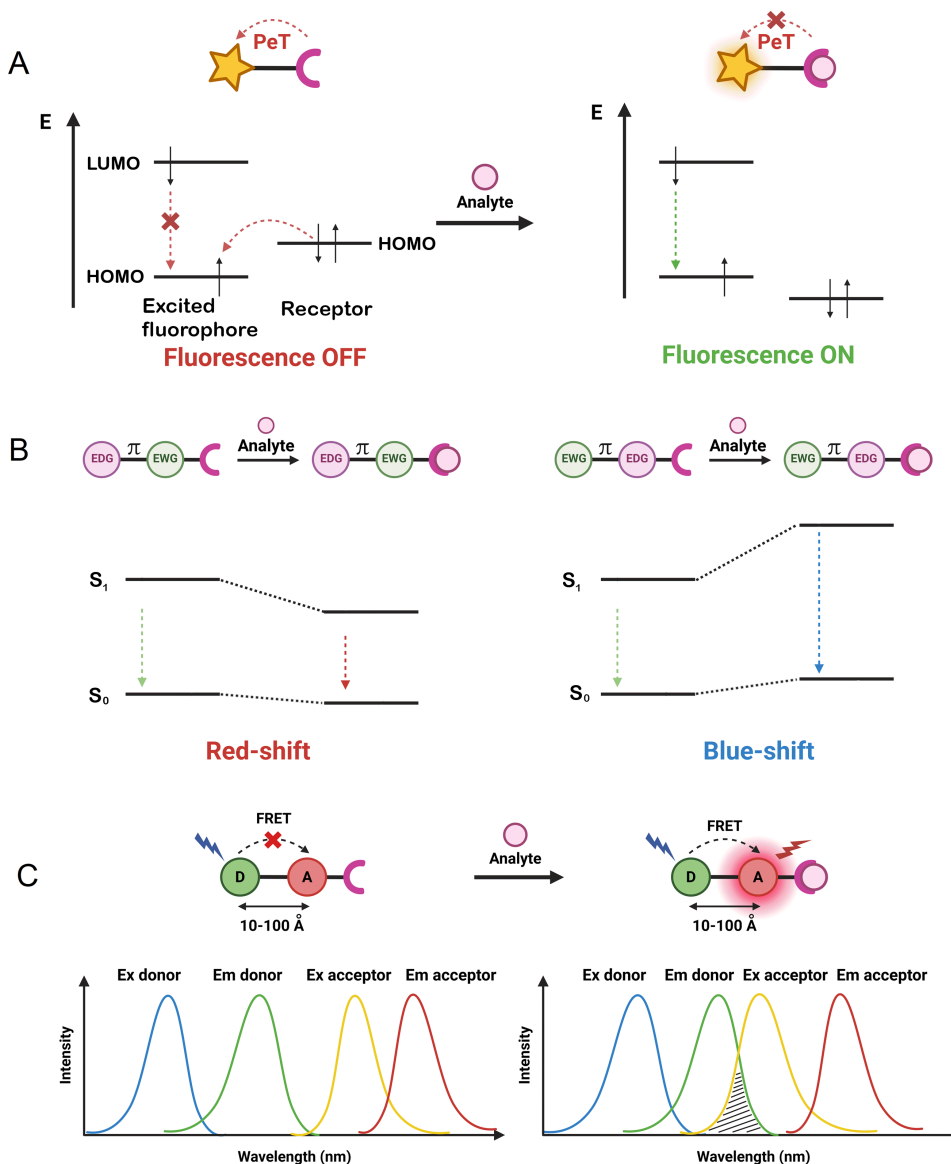 A
PeT
PeT
E
LUMO
HOMO
HOMO
Excited
fluorophore
Receptor
Fluorescence OFF
Analyte
E
Fluorescence ON
B
EDG π EWG
Analyte
EDG π EWG
EWG π EDG
Analyte
EWG π EDG
S₁
S₀
Red-shift
S₁
S₀
Blue-shift
C
FRET
D A
10-100 Å
Analyte
FRET
D A
10-100 Å
Ex donor Em donor Ex acceptor Em acceptor
Intensity
Wavelength (nm)
Ex donor Em donor Ex acceptor Em acceptor
Intensity
Wavelength (nm)